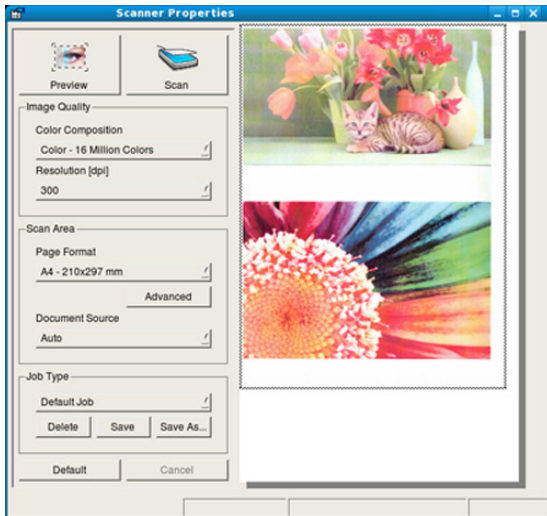 Scanner Properties
Preview
Scan
Image Quality
Color Composition
Color - 16 Million Colors
Resolution [dpi]
300
Scan Area
Page Format
A4 - 210x297 mm
Advanced
Document Source
Auto
Job Type
Default Job
Delete
Save
Save As...
Default
Cancel